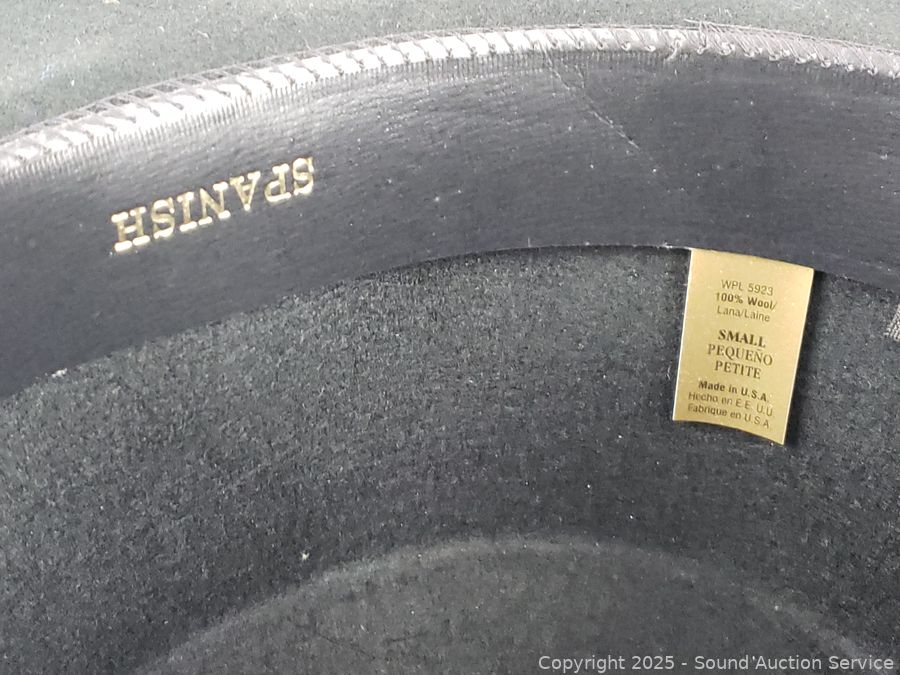 SPANISH
WPL 5923
100% Wool/
Lana/Laine
SMALL
PEQUEÑO
PETITE
Made in U.S.A.
Hecho en E.E. U.U.
Fabrique en U.S.A.
Copyright © 2025 - Sound Auction Service